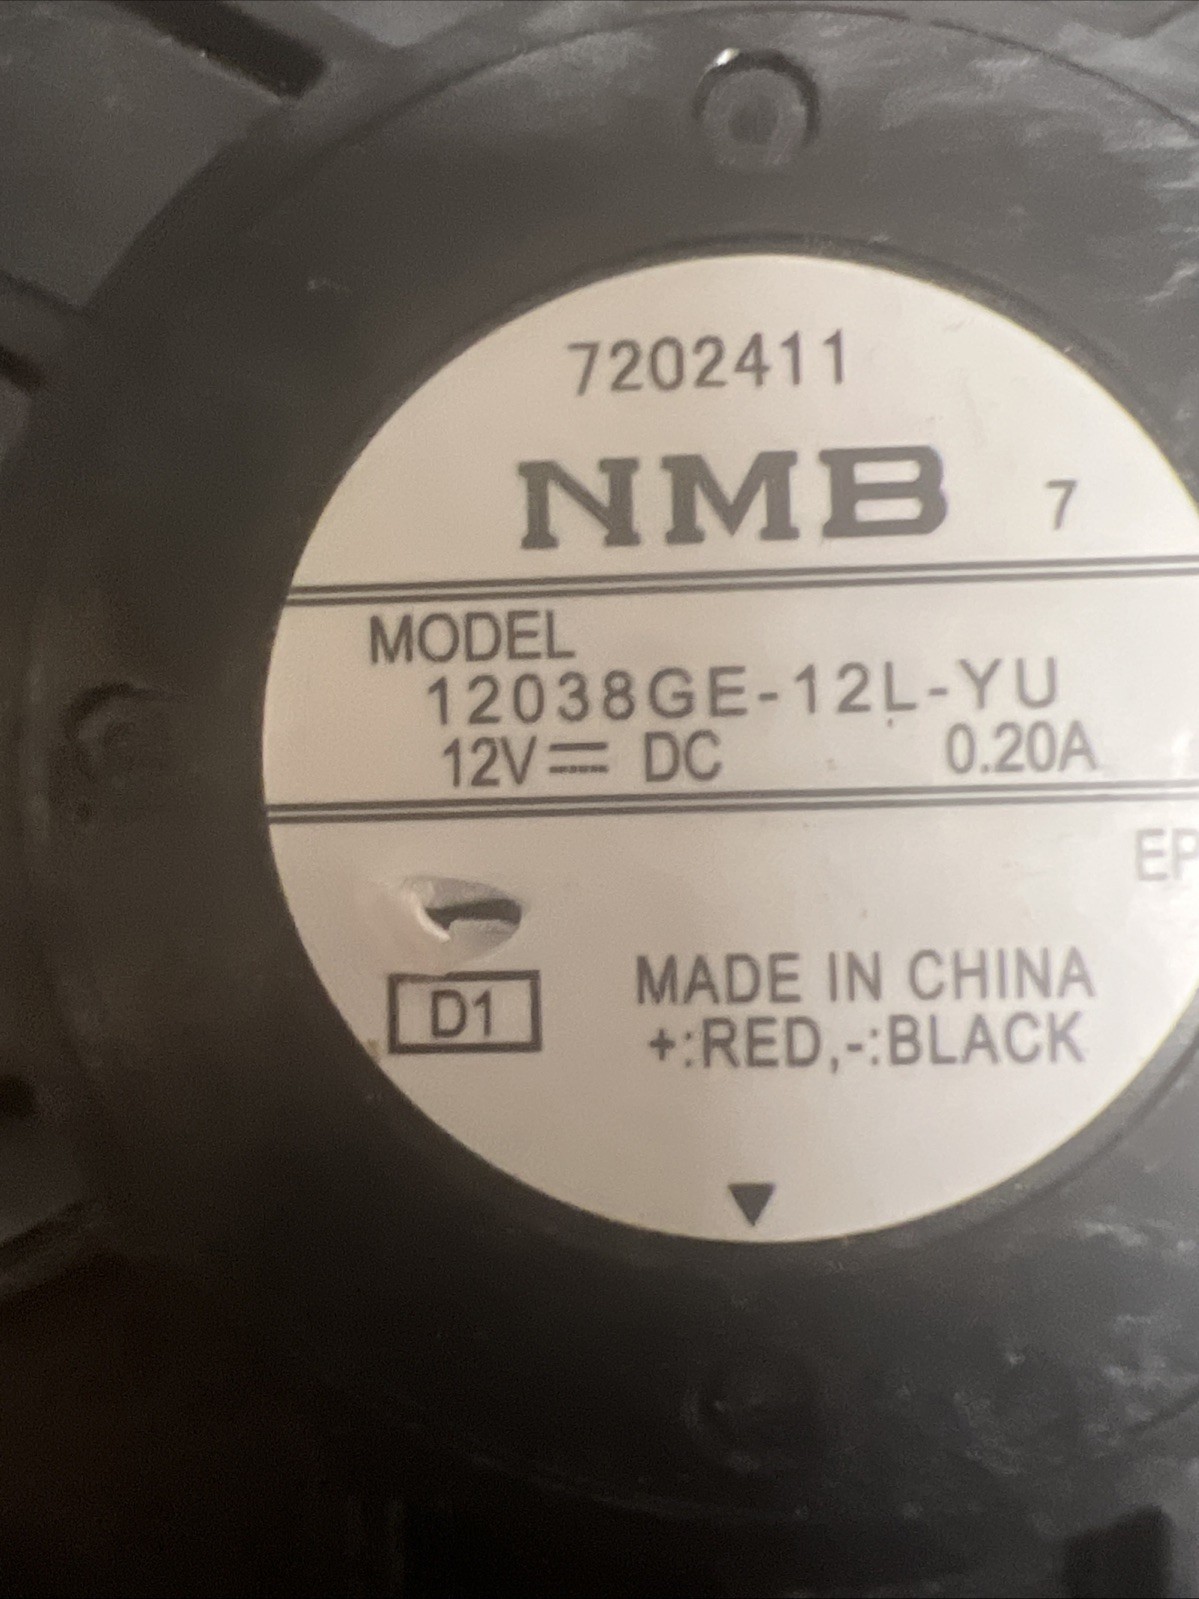 7202411
NMB 7
MODEL
12038GE-12L-YU
12V⎓ DC 0.20A
EP
D1
MADE IN CHINA
+:RED,-:BLACK